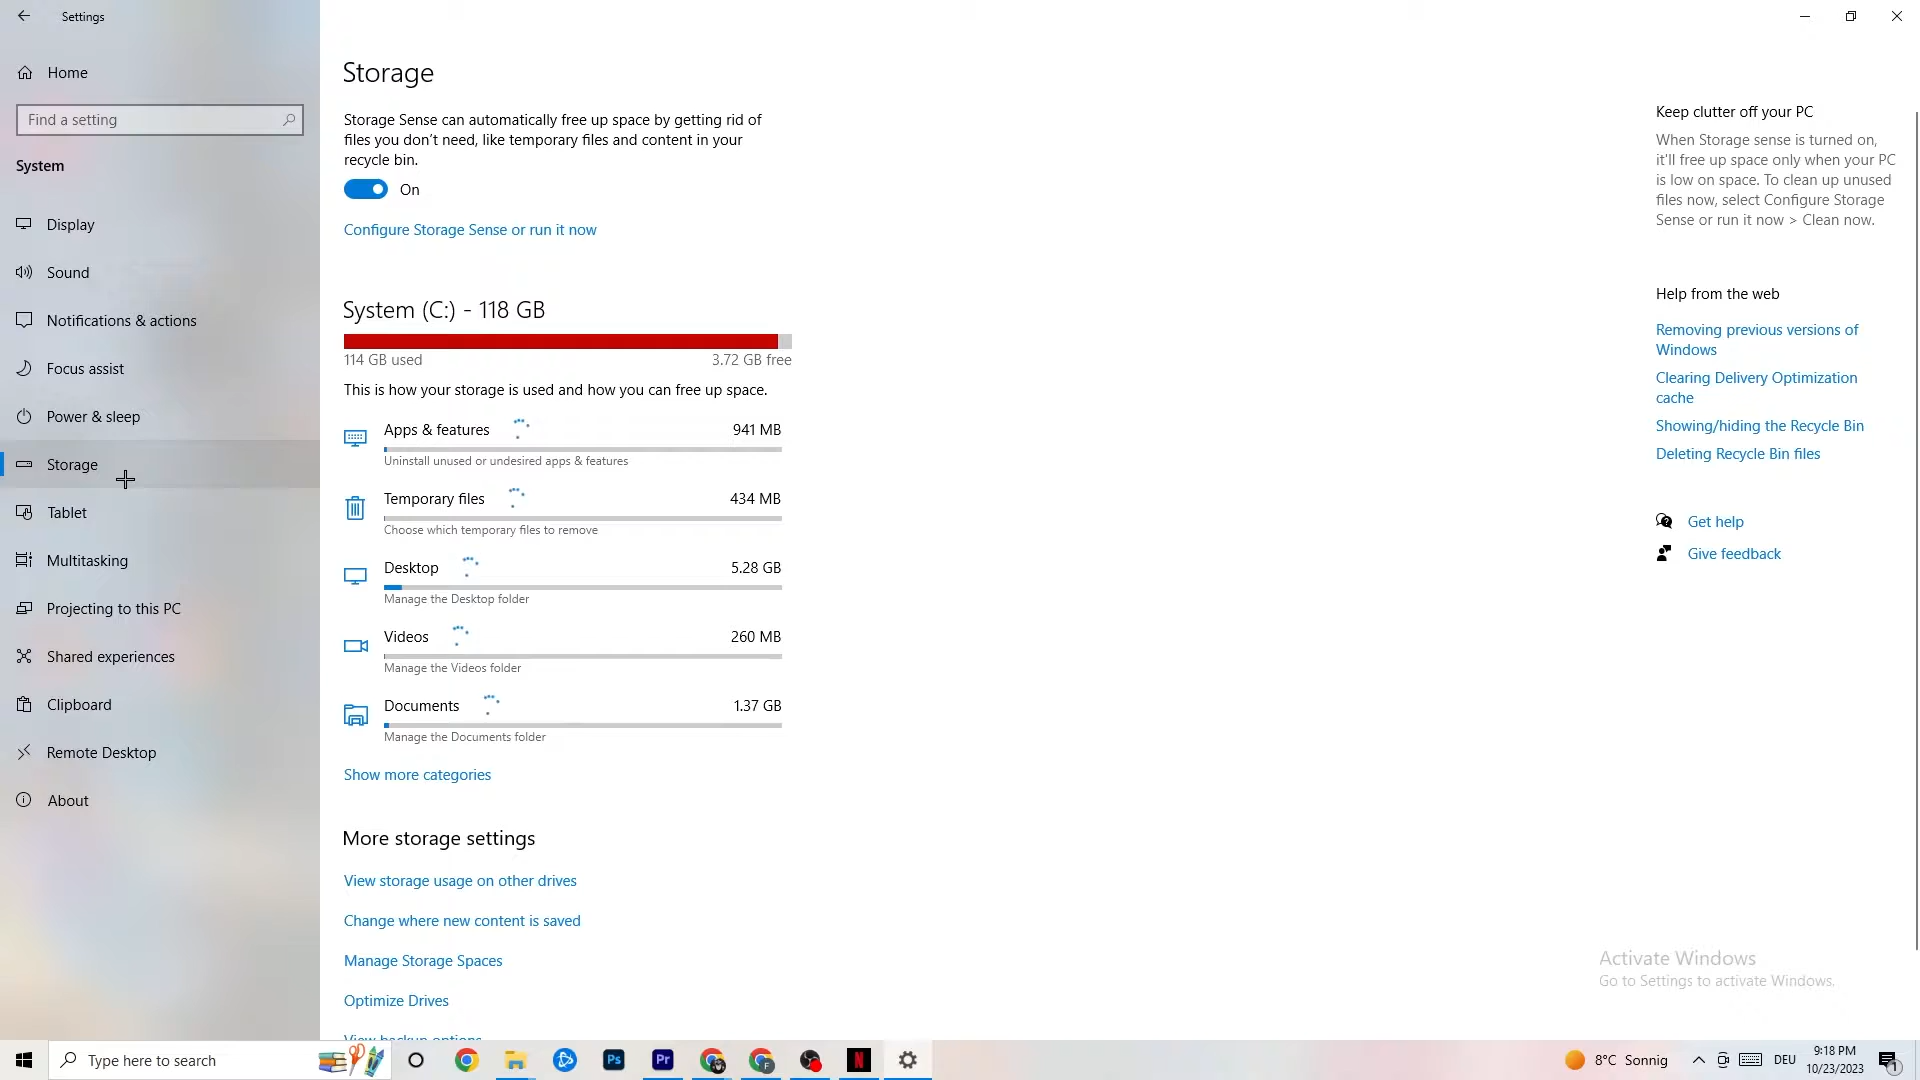 Settings
Home
Find a setting
System
Display
Sound
Notifications & actions
Focus assist
Power & sleep
Storage
Tablet
Multitasking
Projecting to this PC
Shared experiences
Clipboard
Remote Desktop
About
Storage
Storage Sense can automatically free up space by getting rid of
files you don't need, like temporary files and content in your
recycle bin.
On
Configure Storage Sense or run it now
System (C:) - 118 GB
114 GB used
3.72 GB free
This is how your storage is used and how you can free up space.
Apps & features
941 MB
Uninstall unused or undesired apps & features
Temporary files
434 MB
Choose which temporary files to remove
Desktop
5.28 GB
Manage the Desktop folder
Videos
260 MB
Manage the Videos folder
Documents
1.37 GB
Manage the Documents folder
Show more categories
More storage settings
View storage usage on other drives
Change where new content is saved
Manage Storage Spaces
Optimize Drives
View backup options
Keep clutter off your PC
When Storage sense is turned on,
it'll free up space only when your PC
is low on space. To clean up unused
files now, select Configure Storage
Sense or run it now > Clean now.
Help from the web
Removing previous versions of
Windows
Clearing Delivery Optimization
cache
Showing/hiding the Recycle Bin
Deleting Recycle Bin files
Get help
Give feedback
Activate Windows
Go to Settings to activate Windows.
Type here to search
Ps
Pr
F
N
8°C Sonnig
DEU
9:18 PM
10/23/2023
1